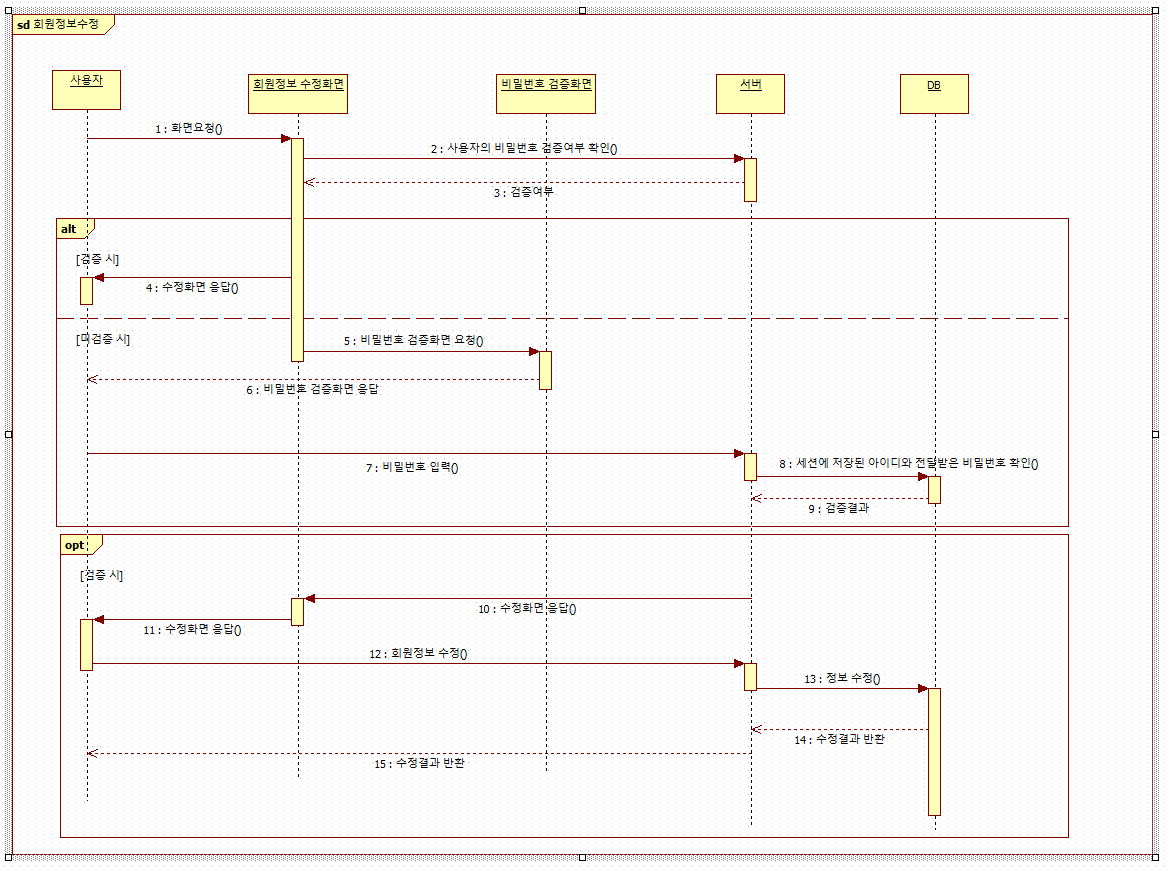 sd 회원정보수정
사용자
회원정보 수정화면
비밀번호 검증화면
서버
DB
1 : 화면요청()
2 : 사용자의 비밀번호 검증여부 확인()
3 : 검증여부
alt
[검증 시]
4 : 수정화면 응답()
[미검증 시]
5 : 비밀번호 검증화면 요청()
6 : 비밀번호 검증화면 응답
7 : 비밀번호 입력()
8 : 세션에 저장된 아이디와 전달받은 비밀번호 확인()
9 : 검증결과
opt
[검증 시]
10 : 수정화면 응답()
11 : 수정화면 응답()
12 : 회원정보 수정()
13 : 정보 수정()
14 : 수정결과 반환
15 : 수정결과 반환